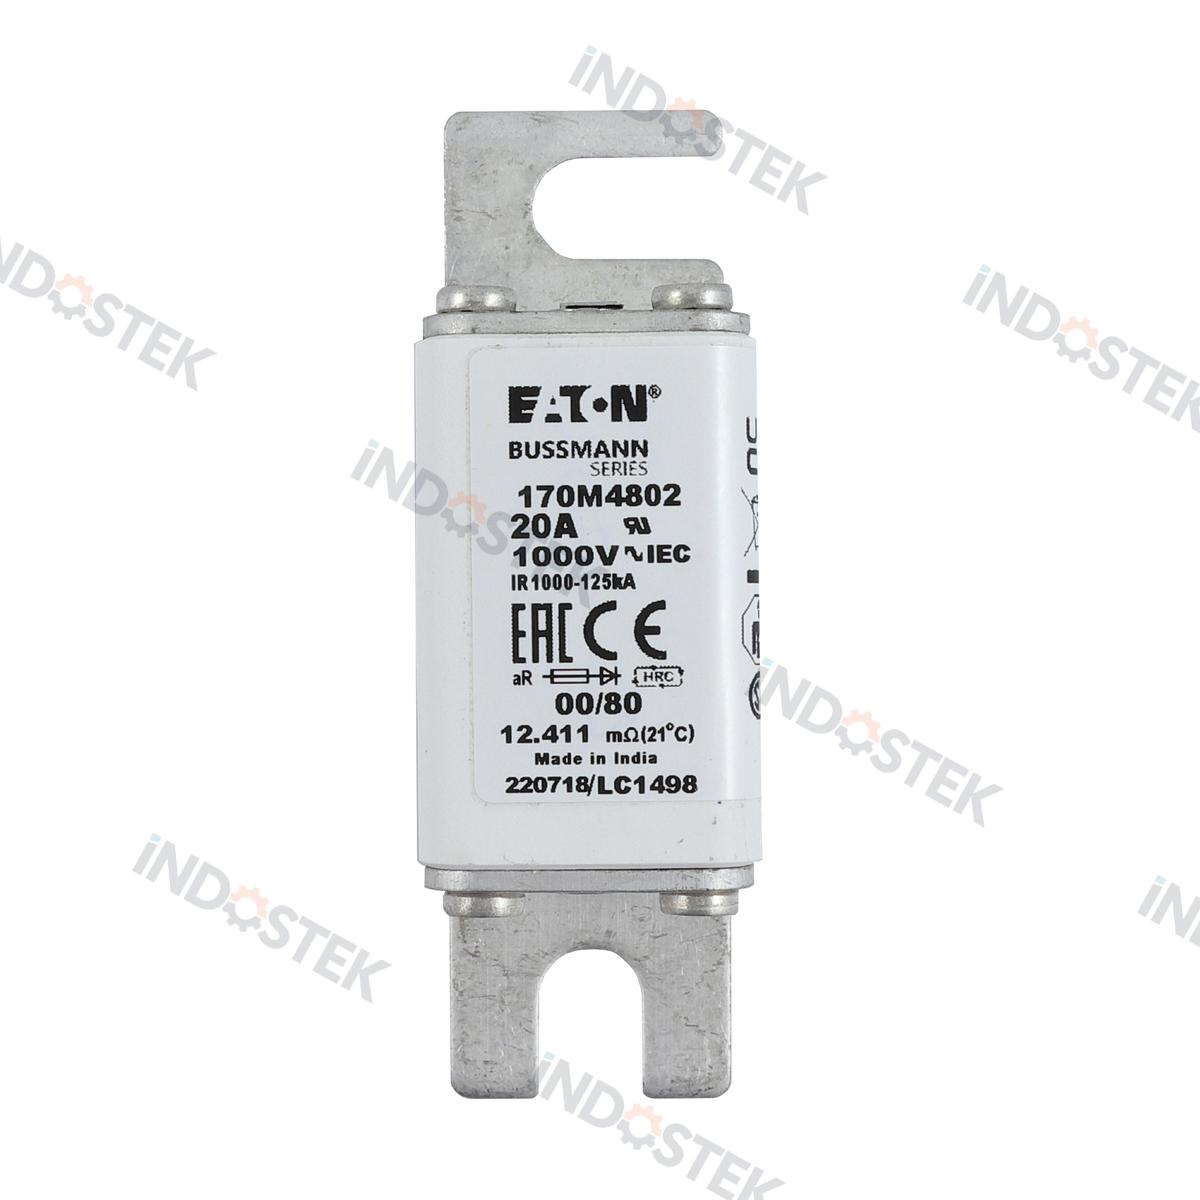 EATON®
BUSSMANN
SERIES
170M4802
20A
1000V IEC
IR1000-125kA
EAC CE
aR HRC
00/80
12.411 mΩ(21°C)
Made in India
220718/LC1498
iNDOSTEK
iNDOSTEK
iNDOSTEK
iNDOSTEK
iNDOSTEK
iNDOSTEK
iNDOSTEK